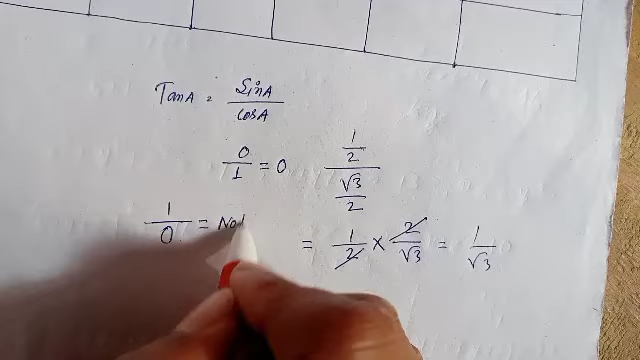 TanA = SinA / cosA
0/1 = 0
(1/2) / (√3/2)
1/0 = Not
= 1/2 × 2/√3 = 1/√3